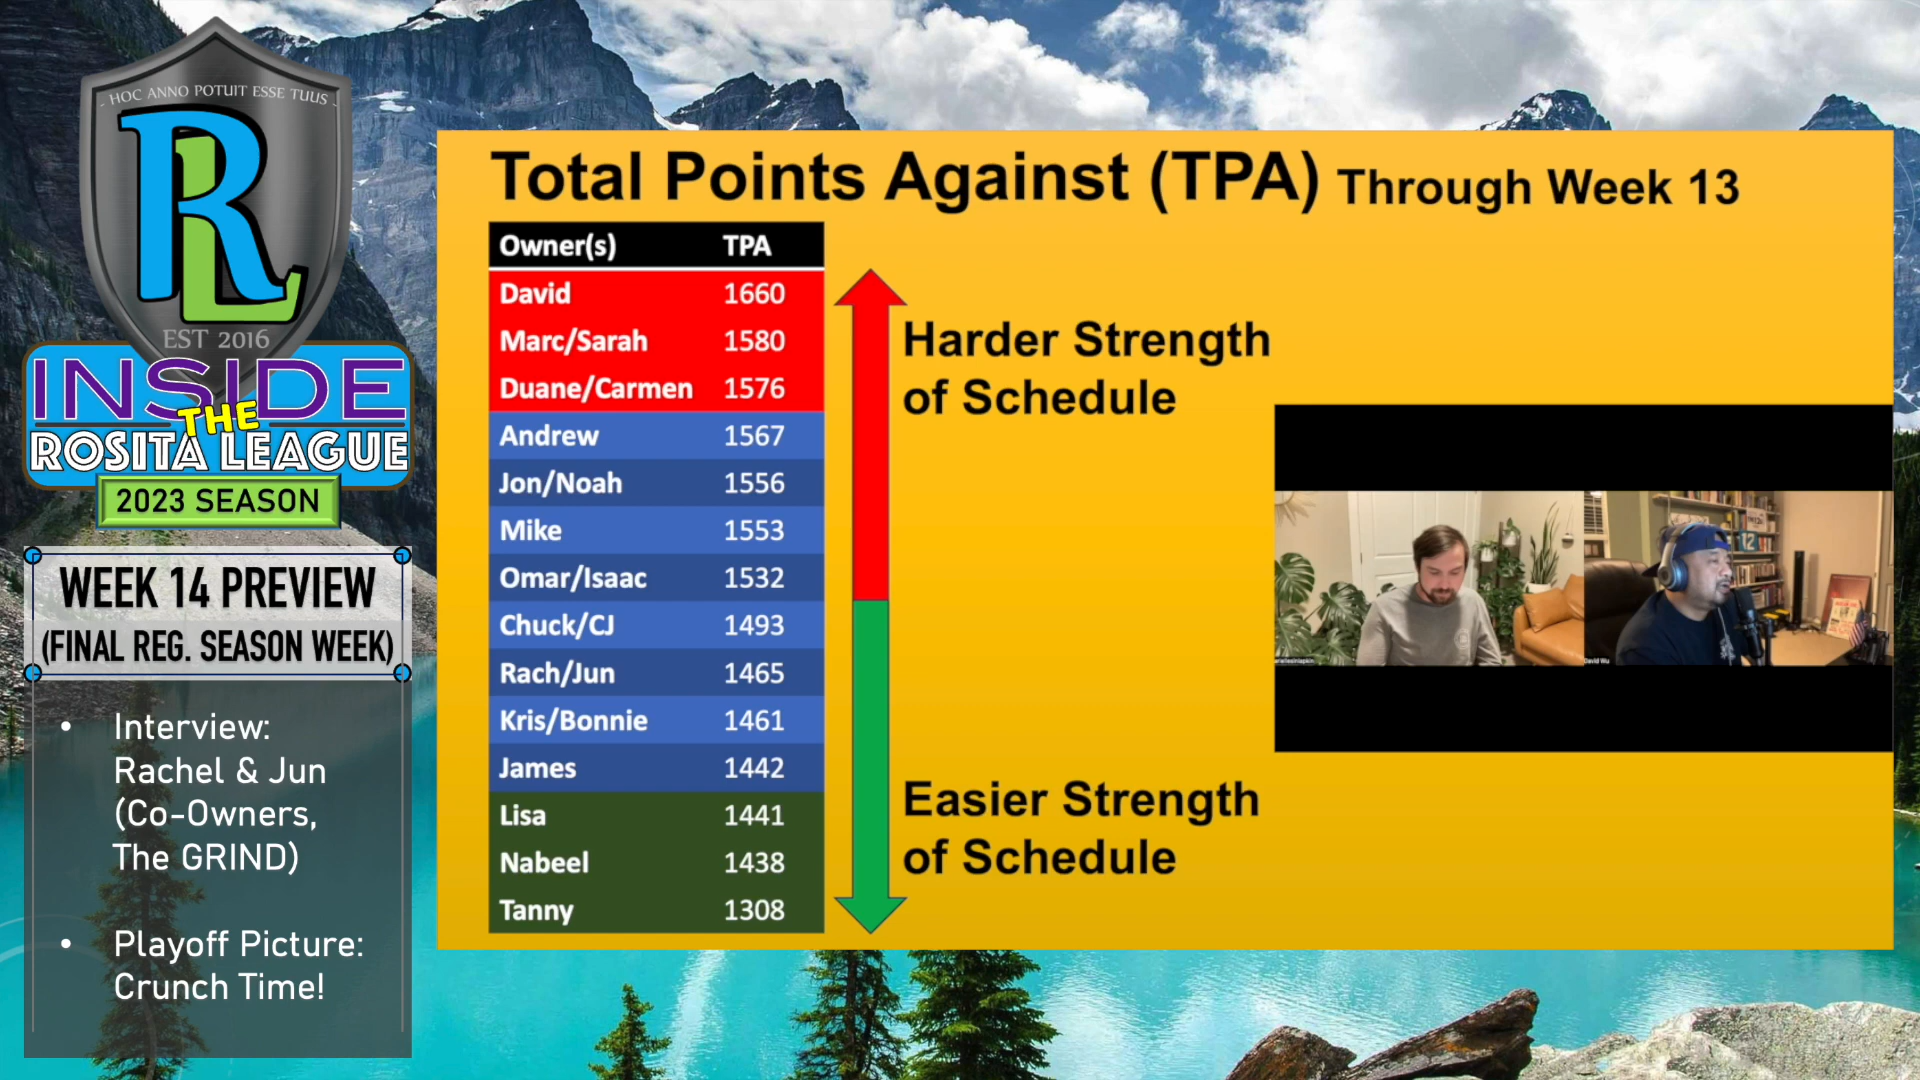 - HOC ANNO POTUIT ESSE TUUS -
RL
EST 2016
INSIDE
THE
ROSITA LEAGUE
2023 SEASON
WEEK 14 PREVIEW
(FINAL REG. SEASON WEEK)
• Interview:
Rachel & Jun
(Co-Owners,
The GRIND)
• Playoff Picture:
Crunch Time!
Total Points Against (TPA) Through Week 13
Owner(s) TPA
David 1660
Marc/Sarah 1580
Duane/Carmen 1576
Andrew 1567
Jon/Noah 1556
Mike 1553
Omar/Isaac 1532
Chuck/CJ 1493
Rach/Jun 1465
Kris/Bonnie 1461
James 1442
Lisa 1441
Nabeel 1438
Tanny 1308
Harder Strength
of Schedule
Easier Strength
of Schedule
David Wu